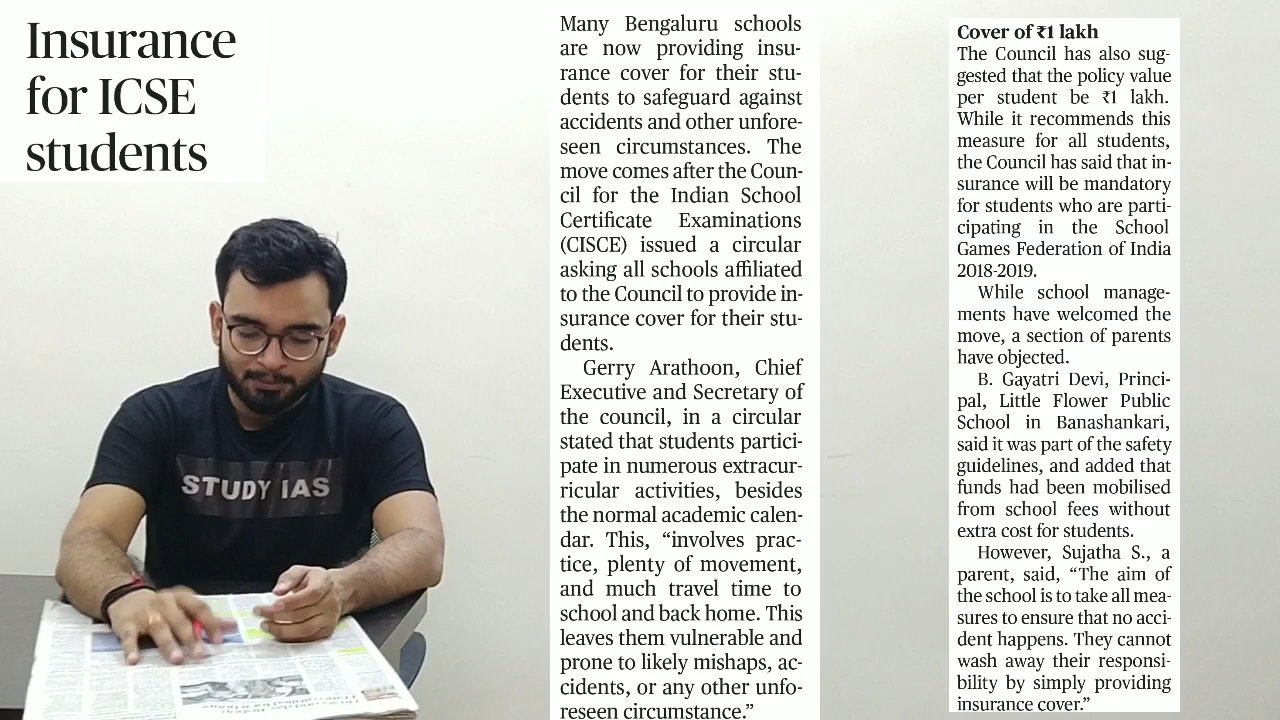 Insurance
for ICSE
students
STUDY IAS
Many Bengaluru schools
are now providing insu-
rance cover for their stu-
dents to safeguard against
accidents and other unfore-
seen circumstances. The
move comes after the Coun-
cil for the Indian School
Certificate Examinations
(CISCE) issued a circular
asking all schools affiliated
to the Council to provide in-
surance cover for their stu-
dents.
Gerry Arathoon, Chief
Executive and Secretary of
the council, in a circular
stated that students partici-
pate in numerous extracur-
ricular activities, besides
the normal academic calen-
dar. This, “involves prac-
tice, plenty of movement,
and much travel time to
school and back home. This
leaves them vulnerable and
prone to likely mishaps, ac-
cidents, or any other unfo-
reseen circumstance.”
Cover of ₹1 lakh
The Council has also sug-
gested that the policy value
per student be ₹1 lakh.
While it recommends this
measure for all students,
the Council has said that in-
surance will be mandatory
for students who are parti-
cipating in the School
Games Federation of India
2018-2019.
While school manage-
ments have welcomed the
move, a section of parents
have objected.
B. Gayatri Devi, Princi-
pal, Little Flower Public
School in Banashankari,
said it was part of the safety
guidelines, and added that
funds had been mobilised
from school fees without
extra cost for students.
However, Sujatha S., a
parent, said, “The aim of
the school is to take all mea-
sures to ensure that no acci-
dent happens. They cannot
wash away their responsi-
bility by simply providing
insurance cover.”